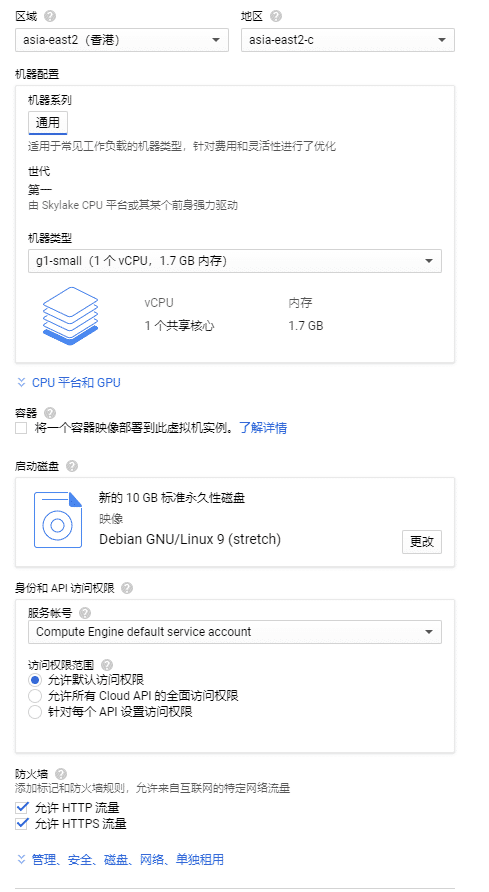 区域
地区
asia-east2（香港）
asia-east2-c
机器配置
机器系列
通用
适用于常见工作负载的机器类型，针对费用和灵活性进行了优化
世代
第一
由 Skylake CPU 平台或其某个前身强力驱动
机器类型
g1-small（1 个 vCPU，1.7 GB 内存）
vCPU
内存
1 个共享核心
1.7 GB
CPU 平台和 GPU
容器
将一个容器映像部署到此虚拟机实例。了解详情
启动磁盘
新的 10 GB 标准永久性磁盘
映像
Debian GNU/Linux 9 (stretch)
更改
身份和 API 访问权限
服务帐号
Compute Engine default service account
访问权限范围
允许默认访问权限
允许所有 Cloud API 的全面访问权限
针对每个 API 设置访问权限
防火墙
添加标记和防火墙规则，允许来自互联网的特定网络流量
允许 HTTP 流量
允许 HTTPS 流量
管理、安全、磁盘、网络、单独租用